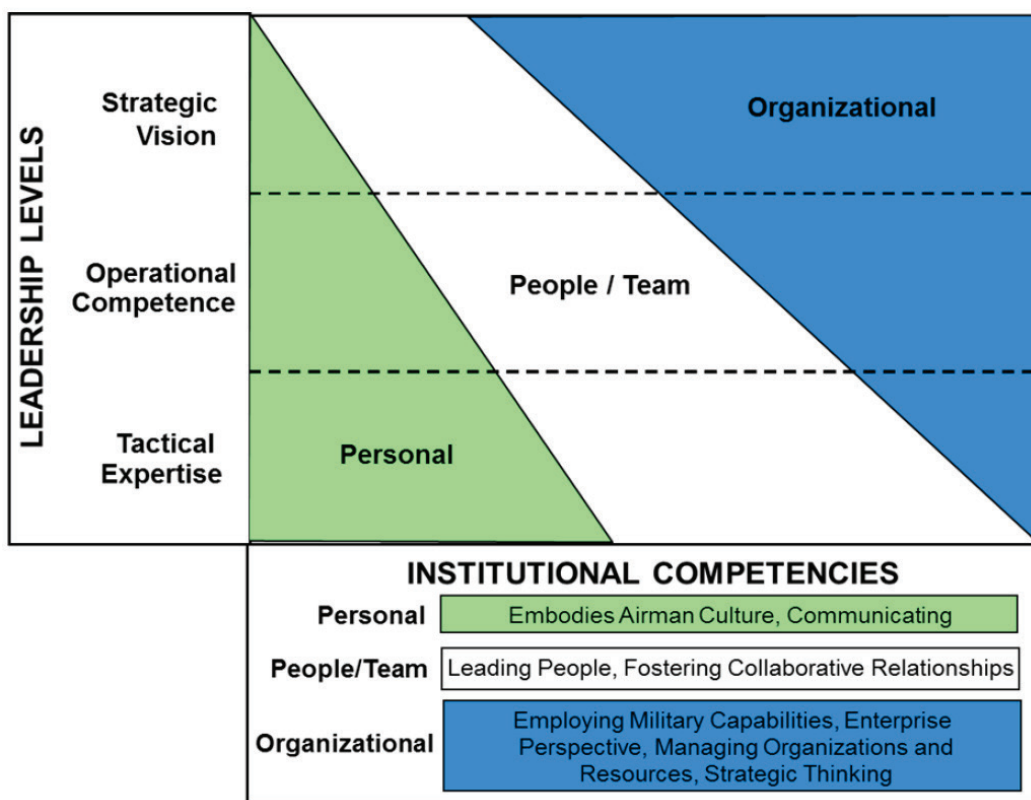 LEADERSHIP LEVELS
Strategic
Vision
Organizational
Operational
Competence
People / Team
Tactical
Expertise
Personal
INSTITUTIONAL COMPETENCIES
Personal
Embodies Airman Culture, Communicating
People/Team
Leading People, Fostering Collaborative Relationships
Organizational
Employing Military Capabilities, Enterprise
Perspective, Managing Organizations and
Resources, Strategic Thinking